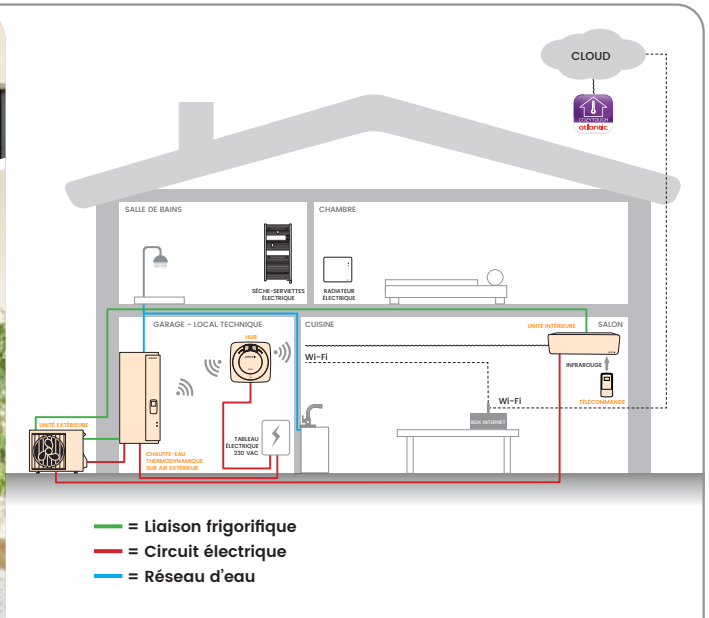 CLOUD
COZYTOUCH
atlantic
SALLE DE BAINS
CHAMBRE
SÈCHE-SERVIETTES
ÉLECTRIQUE
RADIATEUR
ÉLECTRIQUE
GARAGE - LOCAL TECHNIQUE
CUISINE
UNITÉ INTÉRIEURE
SALON
HUB
Wi-Fi
INFRAROUGE
Wi-Fi
TÉLÉCOMMANDE
BOX INTERNET
UNITÉ EXTÉRIEURE
TABLEAU
ÉLECTRIQUE
230 VAC
CHAUFFE-EAU
THERMODYNAMIQUE
SUR AIR EXTÉRIEUR
= Liaison frigorifique
= Circuit électrique
= Réseau d'eau